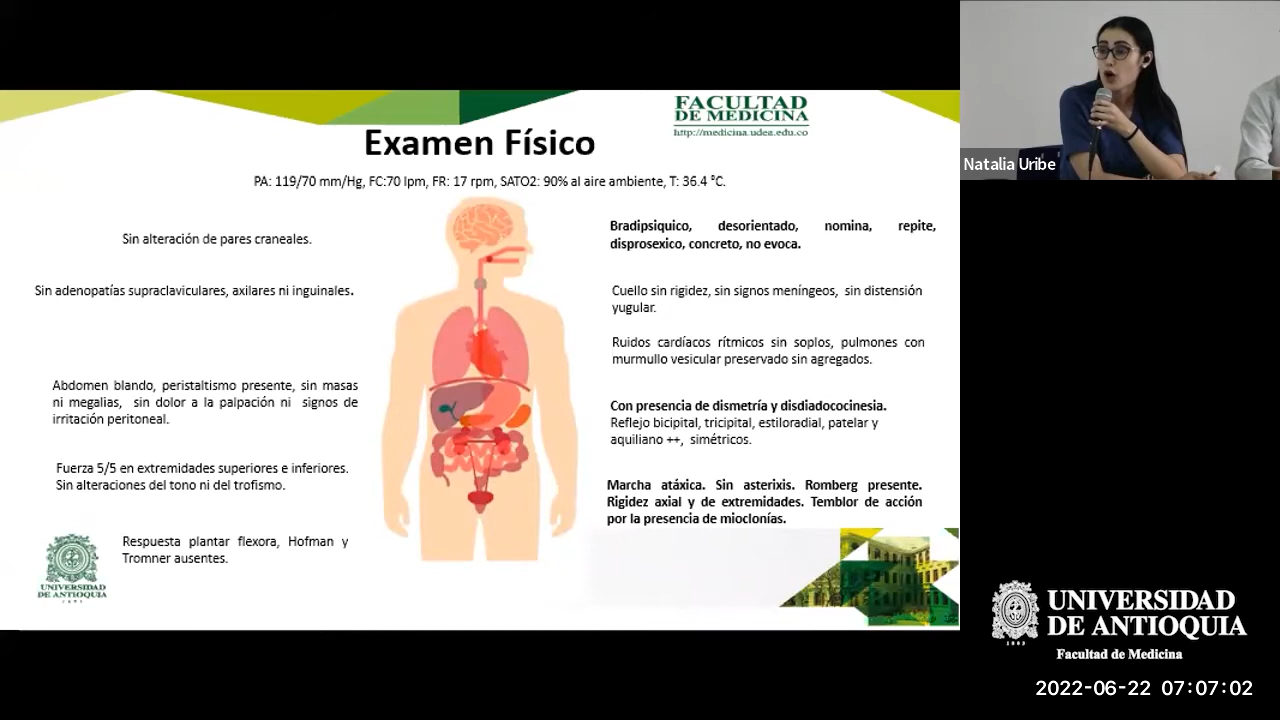 FACULTAD
DE MEDICINA
http://medicina.udea.edu.co
Examen Físico
PA: 119/70 mm/Hg, FC:70 lpm, FR: 17 rpm, SATO2: 90% al aire ambiente, T: 36.4 °C.
Sin alteración de pares craneales.
Sin adenopatías supraclaviculares, axilares ni inguinales.
Abdomen blando, peristaltismo presente, sin masas
ni megalias, sin dolor a la palpación ni signos de
irritación peritoneal.
Fuerza 5/5 en extremidades superiores e inferiores.
Sin alteraciones del tono ni del trofismo.
Respuesta plantar flexora, Hofman y
Tromner ausentes.
Bradipsiquico, desorientado, nomina, repite,
disprosexico, concreto, no evoca.
Cuello sin rigidez, sin signos meníngeos, sin distensión
yugular.
Ruidos cardíacos rítmicos sin soplos, pulmones con
murmullo vesicular preservado sin agregados.
Con presencia de dismetría y disdiadococinesia.
Reflejo bicipital, tricipital, estiloradial, patelar y
aquiliano ++, simétricos.
Marcha atáxica. Sin asterixis. Romberg presente.
Rigidez axial y de extremidades. Temblor de acción
por la presencia de mioclonías.
UNIVERSIDAD
DE ANTIOQUIA
Natalia Uribe
UNIVERSIDAD
DE ANTIOQUIA
1803
Facultad de Medicina
2022-06-22 07:07:02